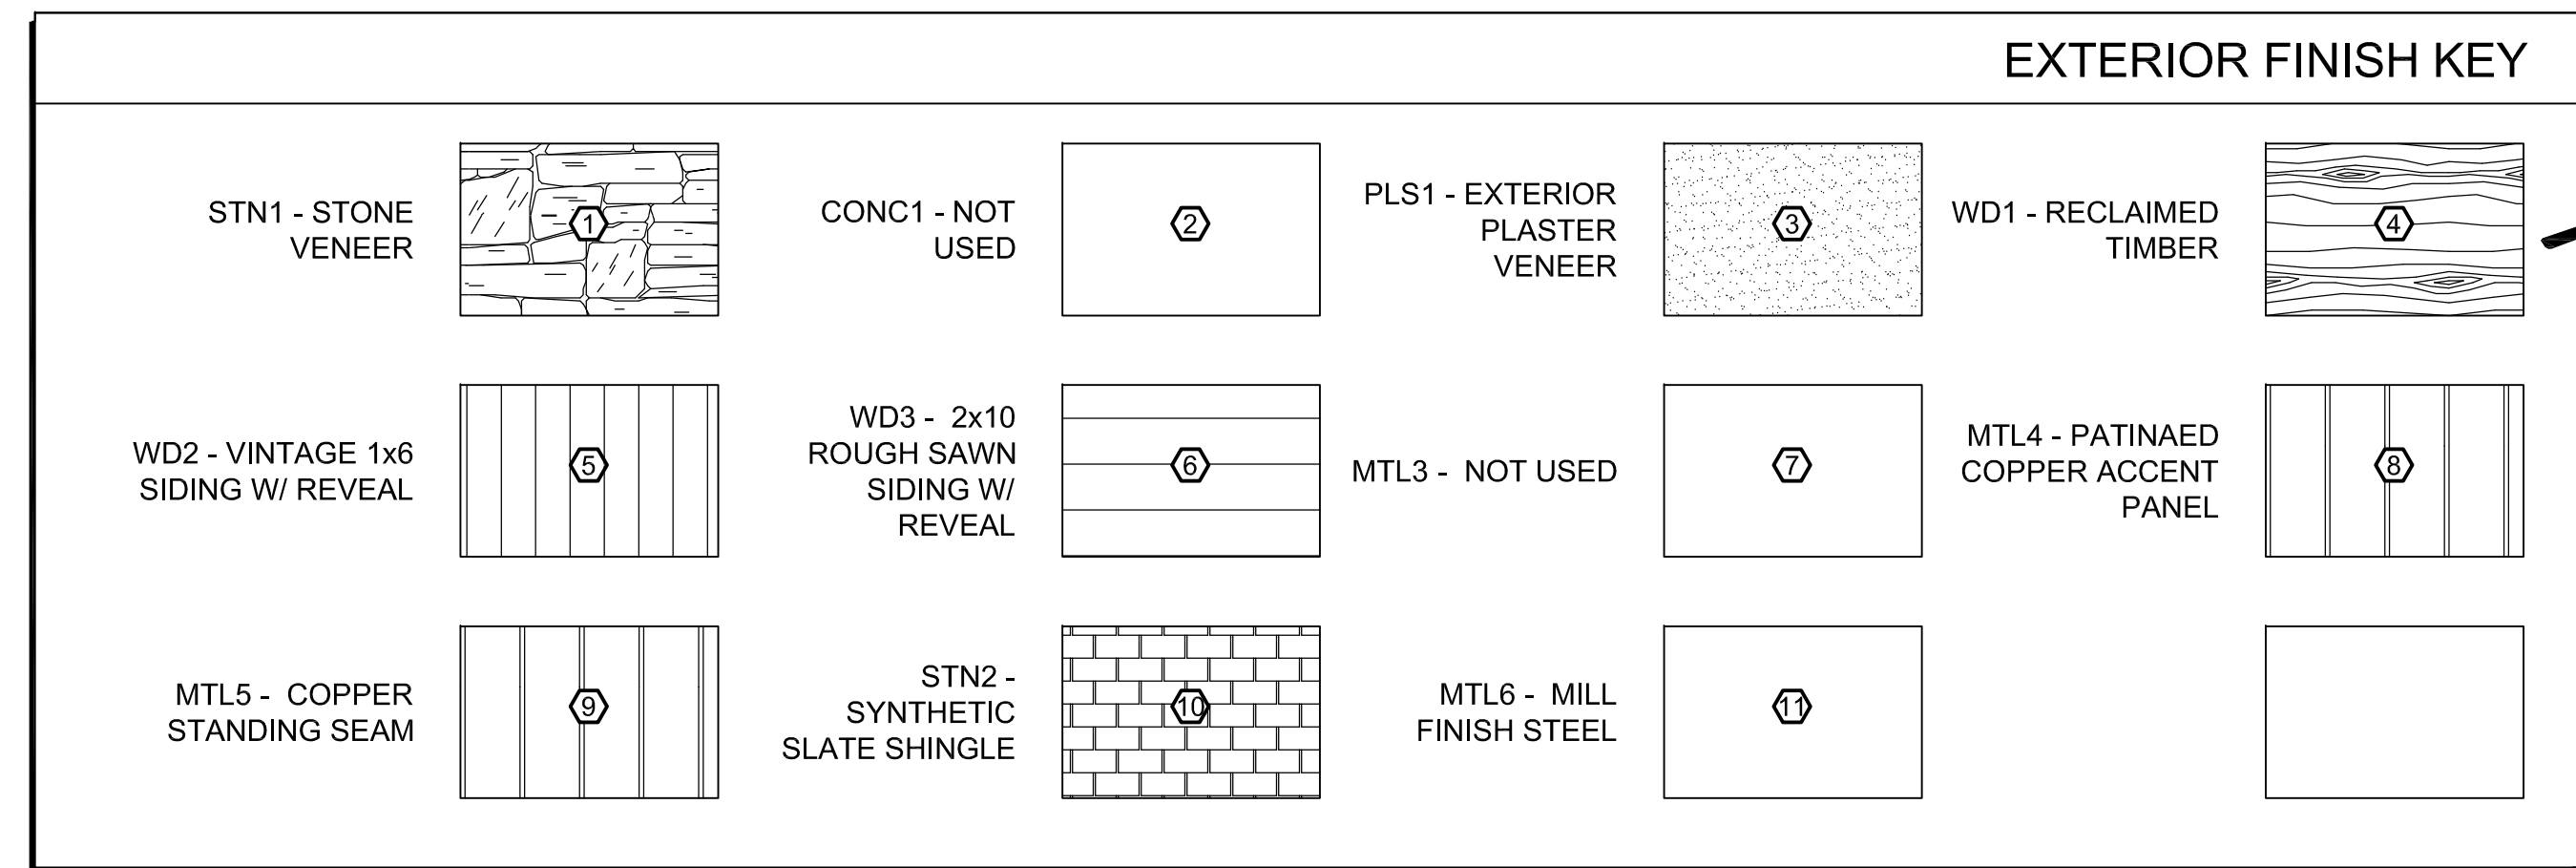 EXTERIOR FINISH KEY
STN1 - STONE
VENEER
1
CONC1 - NOT
USED
2
PLS1 - EXTERIOR
PLASTER
VENEER
3
WD1 - RECLAIMED
TIMBER
4
WD2 - VINTAGE 1x6
SIDING W/ REVEAL
5
WD3 - 2x10
ROUGH SAWN
SIDING W/
REVEAL
6
MTL3 - NOT USED
7
MTL4 - PATINAED
COPPER ACCENT
PANEL
8
MTL5 - COPPER
STANDING SEAM
9
STN2 -
SYNTHETIC
SLATE SHINGLE
10
MTL6 - MILL
FINISH STEEL
11